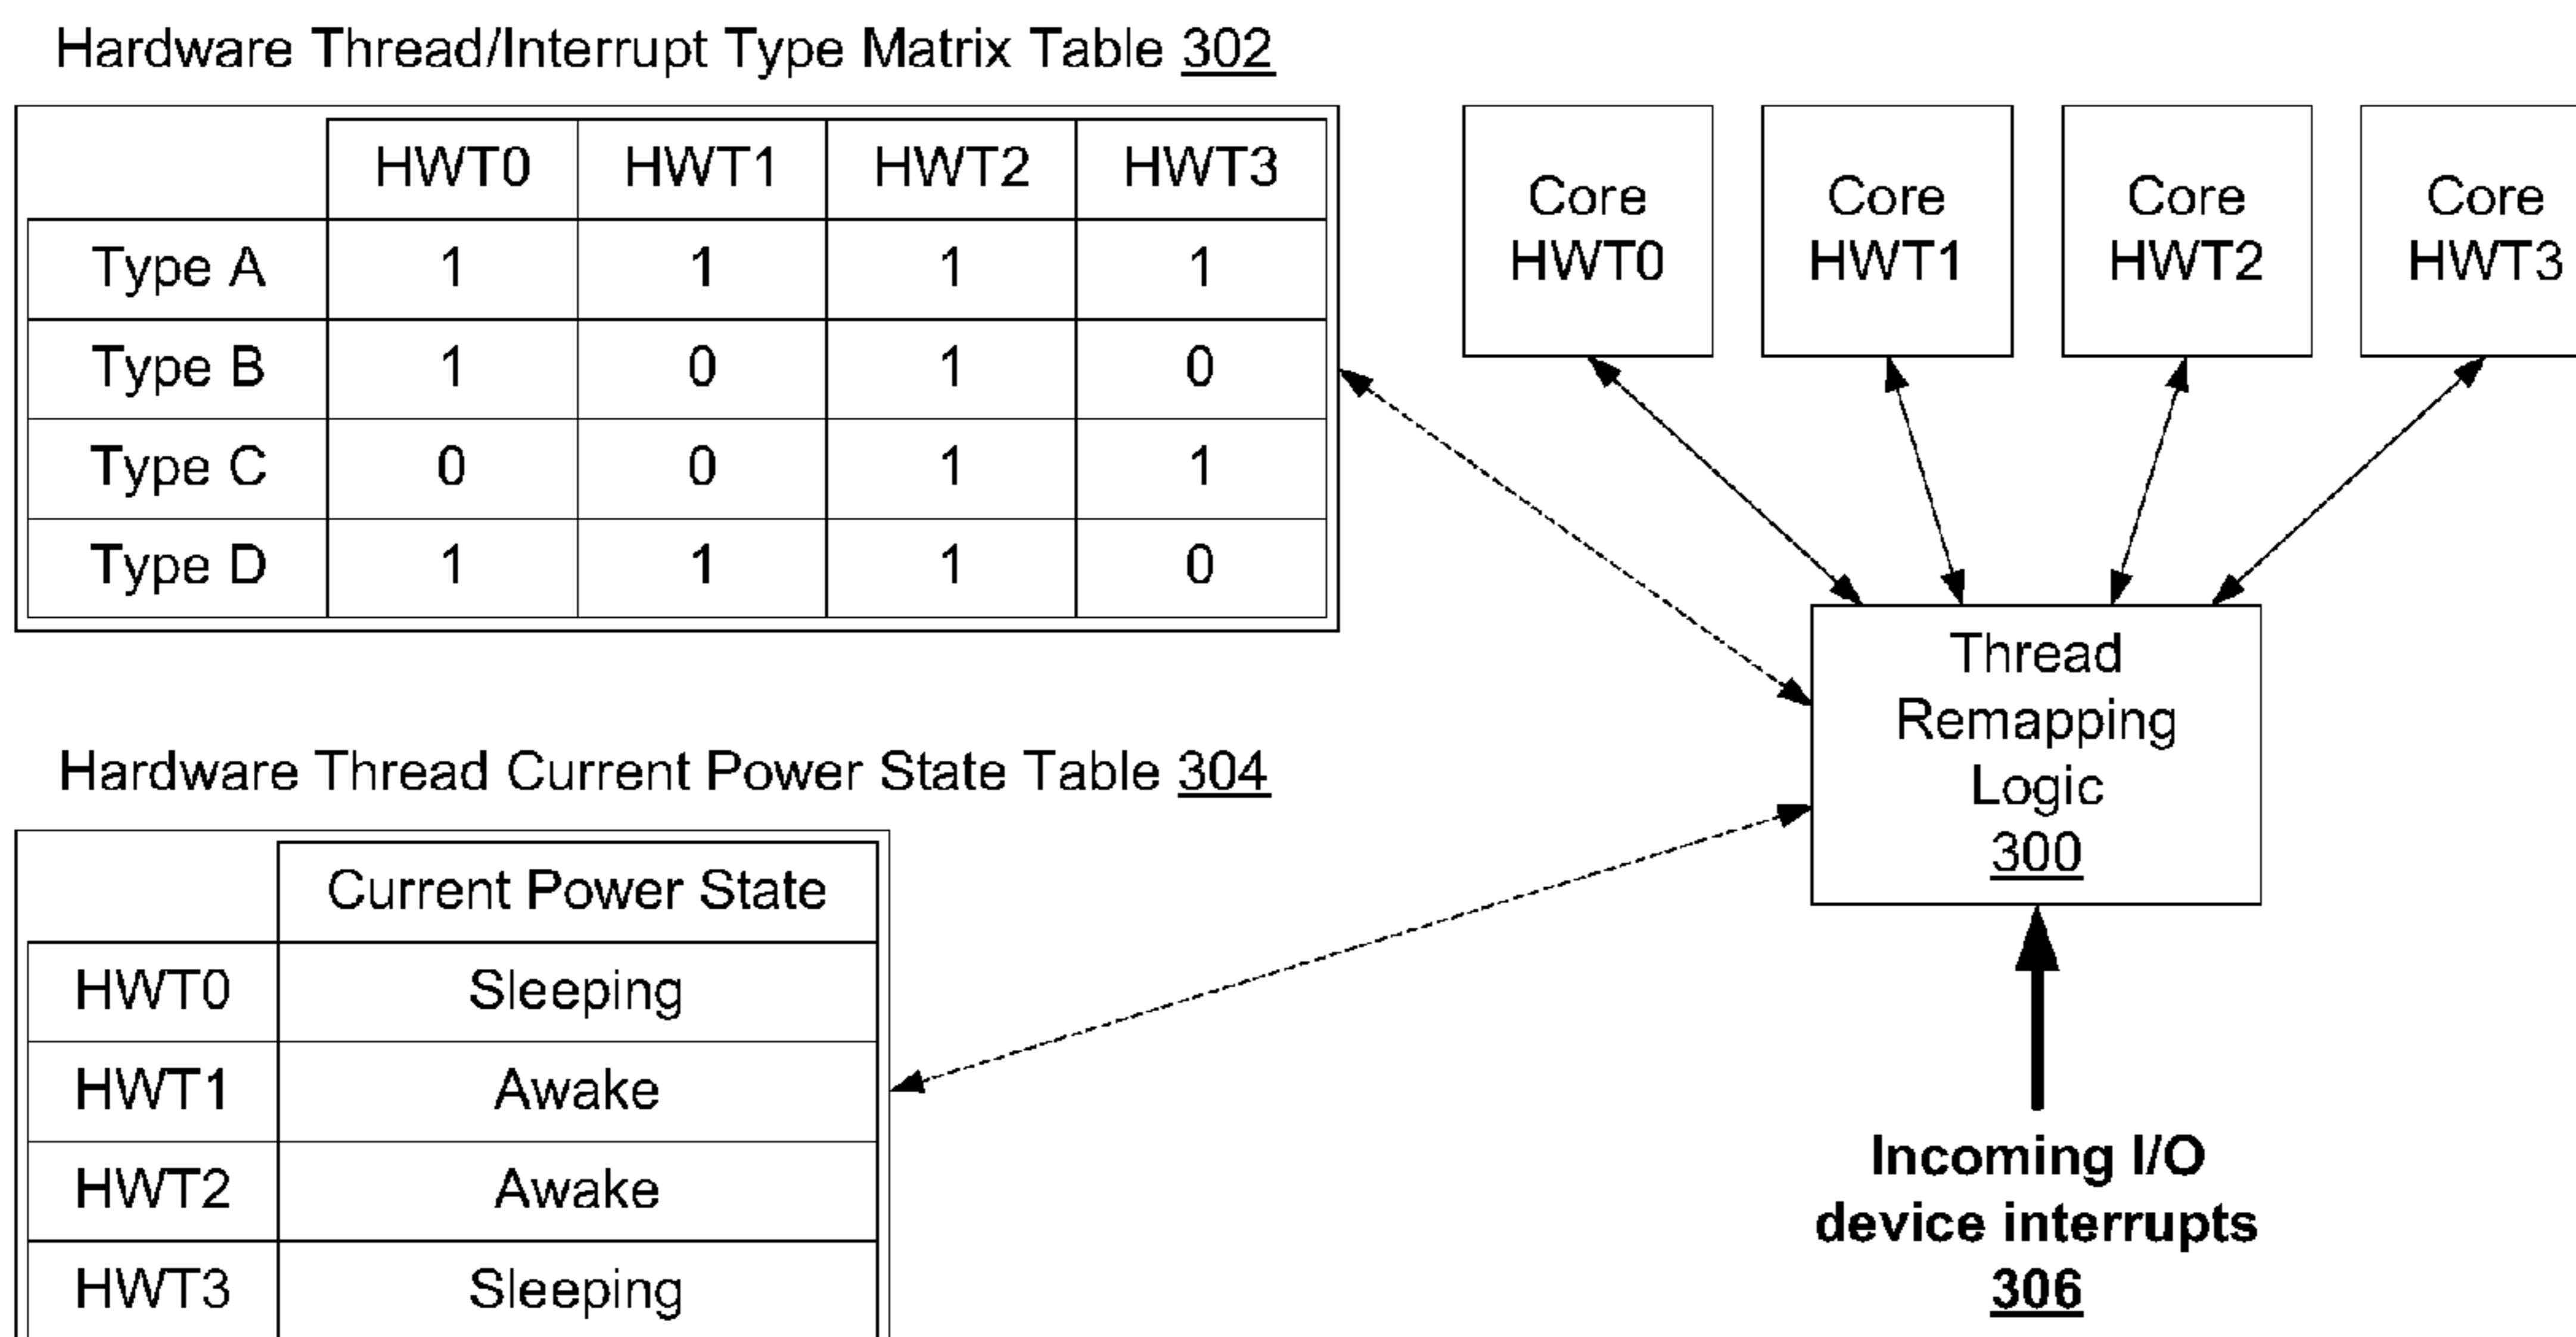 Hardware Thread/Interrupt Type Matrix Table 302
HWT0 HWT1 HWT2 HWT3
Type A 1 1 1 1
Type B 1 0 1 0
Type C 0 0 1 1
Type D 1 1 1 0
Core
HWT0
Core
HWT1
Core
HWT2
Core
HWT3
Thread
Remapping
Logic
300
Hardware Thread Current Power State Table 304
Current Power State
HWT0 Sleeping
HWT1 Awake
HWT2 Awake
HWT3 Sleeping
Incoming I/O
device interrupts
306